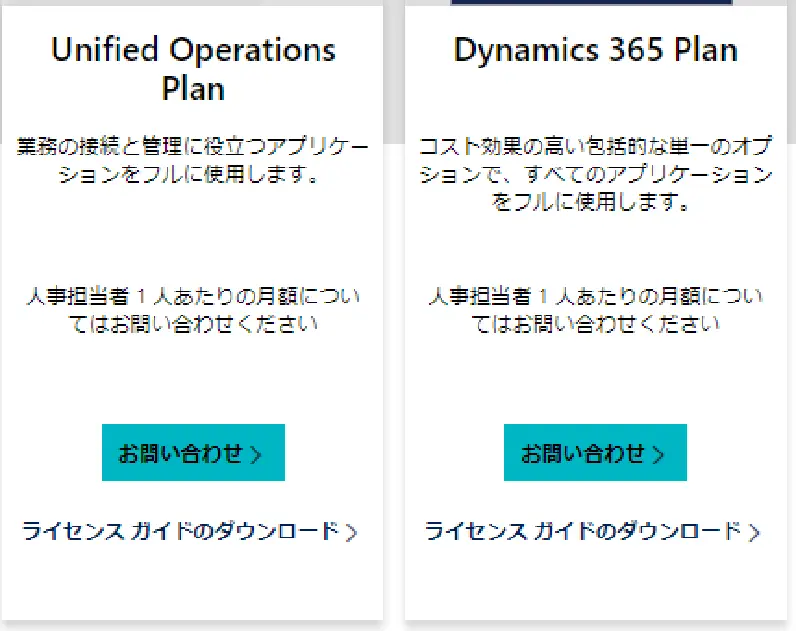 Unified Operations
Plan
業務の接続と管理に役立つアプリケー
ションをフルに使用します。
人事担当者 1 人あたりの月額につい
てはお問い合わせください
お問い合わせ >
ライセンス ガイドのダウンロード >
Dynamics 365 Plan
コスト効果の高い包括的な単一のオプ
ションで、すべてのアプリケーション
をフルに使用します。
人事担当者 1 人あたりの月額につい
てはお問い合わせください
お問い合わせ >
ライセンス ガイドのダウンロード >